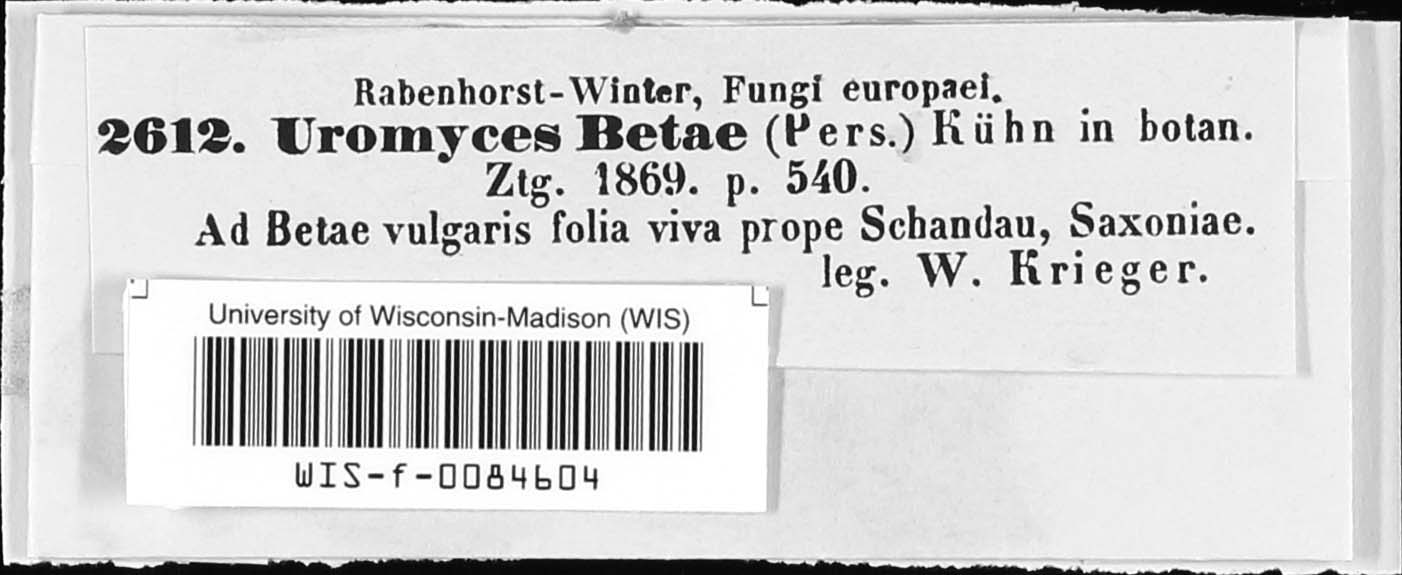 Rabenhorst-Winter, Fungi europaei.
2612. Uromyces Betae (Pers.) Kühn in botan.
Ztg. 1869. p. 540.
Ad Betae vulgaris folia viva prope Schandau, Saxoniae.
leg. W. Krieger.
University of Wisconsin-Madison (WIS)
WIS-f-0084604